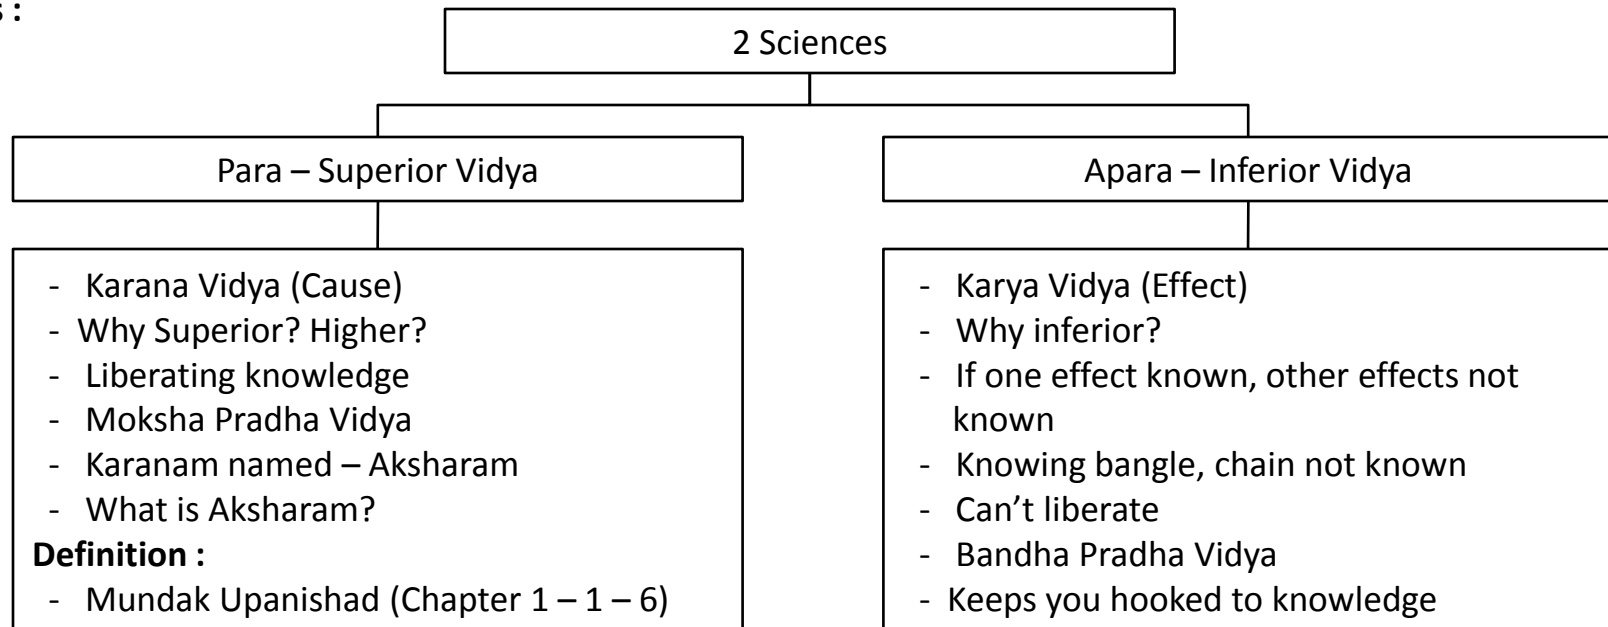 s :
2 Sciences
Para – Superior Vidya
- Karana Vidya (Cause)
- Why Superior? Higher?
- Liberating knowledge
- Moksha Pradha Vidya
- Karanam named – Aksharam
- What is Aksharam?
Definition :
- Mundak Upanishad (Chapter 1 – 1 – 6)
Apara – Inferior Vidya
- Karya Vidya (Effect)
- Why inferior?
- If one effect known, other effects not
known
- Knowing bangle, chain not known
- Can’t liberate
- Bandha Pradha Vidya
- Keeps you hooked to knowledge